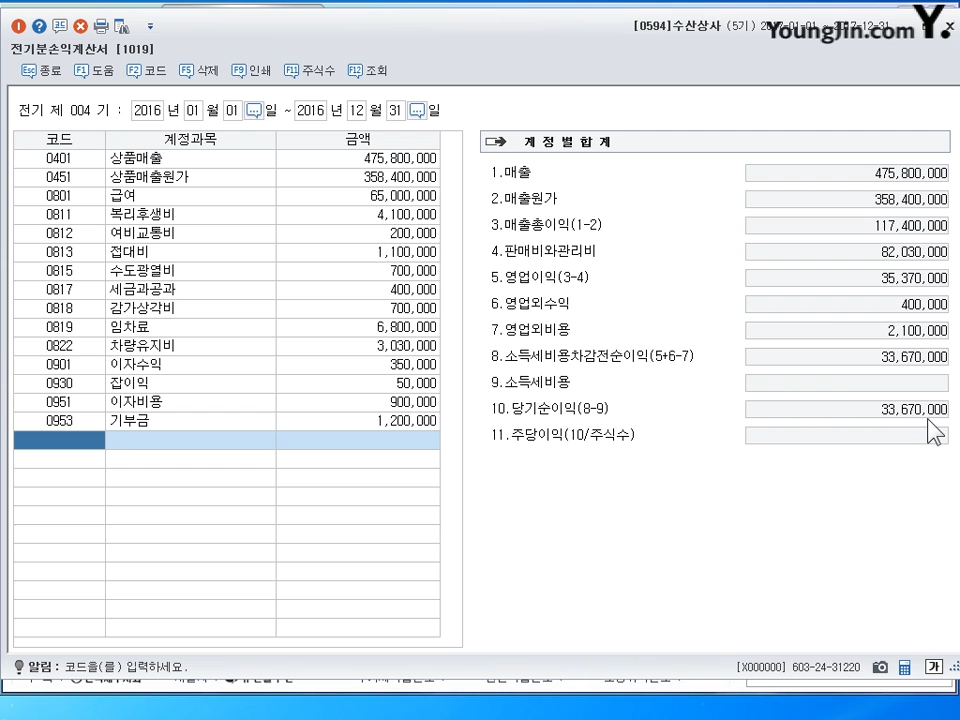 [0594]수산상사 (5기) 2017-01-01 ~ 2017-12-31
YoungJin.com Y.
전기분손익계산서 [1019]
Esc 종료 F1 도움 F2 코드 F5 삭제 F9 인쇄 F11 주식수 F12 조회
전기 제 004 기 : 2016 년 01 월 01 일 ~ 2016 년 12 월 31 일
코드 계정과목 금액
0401 상품매출 475,800,000
0451 상품매출원가 358,400,000
0801 급여 65,000,000
0811 복리후생비 4,100,000
0812 여비교통비 200,000
0813 접대비 1,100,000
0815 수도광열비 700,000
0817 세금과공과 400,000
0818 감가상각비 700,000
0819 임차료 6,800,000
0822 차량유지비 3,030,000
0901 이자수익 350,000
0930 잡이익 50,000
0951 이자비용 900,000
0953 기부금 1,200,000
계 정 별 합 계
1.매출 475,800,000
2.매출원가 358,400,000
3.매출총이익(1-2) 117,400,000
4.판매비와관리비 82,030,000
5.영업이익(3-4) 35,370,000
6.영업외수익 400,000
7.영업외비용 2,100,000
8.소득세비용차감전순이익(5+6-7) 33,670,000
9.소득세비용
10.당기순이익(8-9) 33,670,000
11.주당이익(10/주식수)
알림: 코드을(를) 입력하세요.
[X000000] 603-24-31220 가